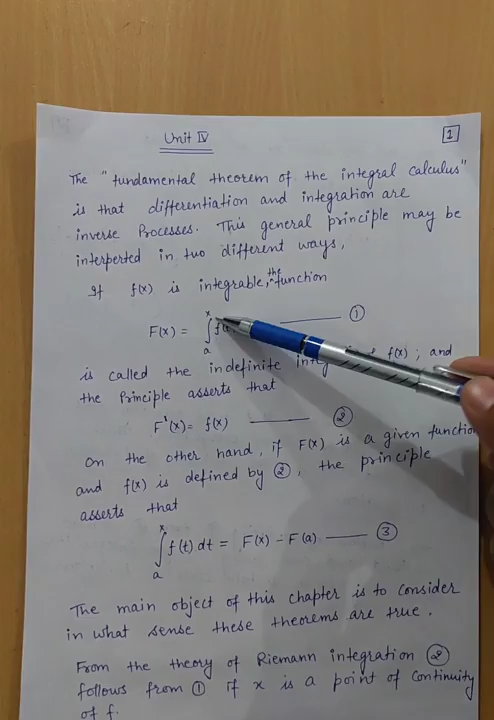 Unit IV
1
The "fundamental theorem of the integral calculus"
is that differentiation and integration are
inverse Processes. This general principle may be
interperted in two different ways,
If f(x) is integrable, the function
F(x) = ∫ₐˣ f(t) ——— ①
is called the indefinite of f(x); and
the Principle asserts that
F'(x) = f(x) ——— ②
On the other hand, if F(x) is a given function
and f(x) is defined by ②, the principle
asserts that
∫ₐˣ f(t) dt = F(x) - F(a) ——— ③
The main object of this chapter is to consider
in what sense these theorems are true.
From the theory of Riemann integration ②
follows from ① if x is a point of continuity
of f.